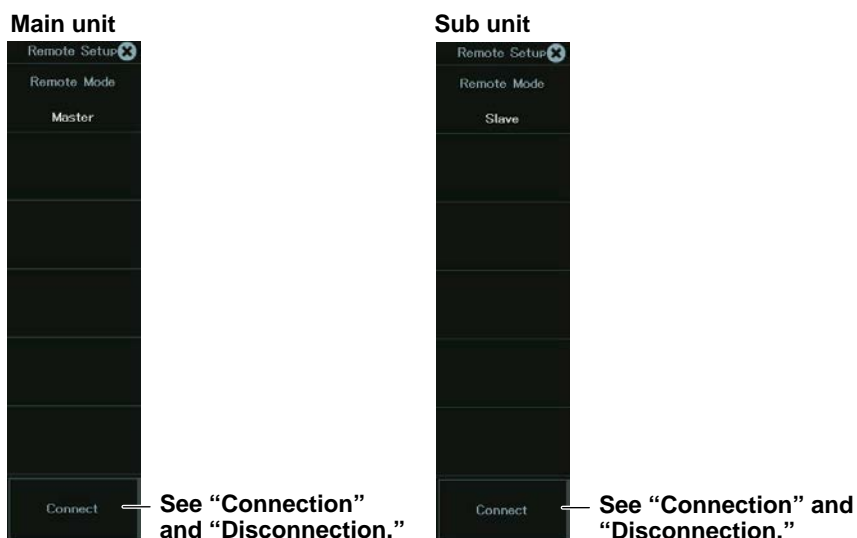 Main unit
Remote Setup
Remote Mode
Master
Connect
See “Connection”
and “Disconnection.”
Sub unit
Remote Setup
Remote Mode
Slave
Connect
See “Connection” and
“Disconnection.”